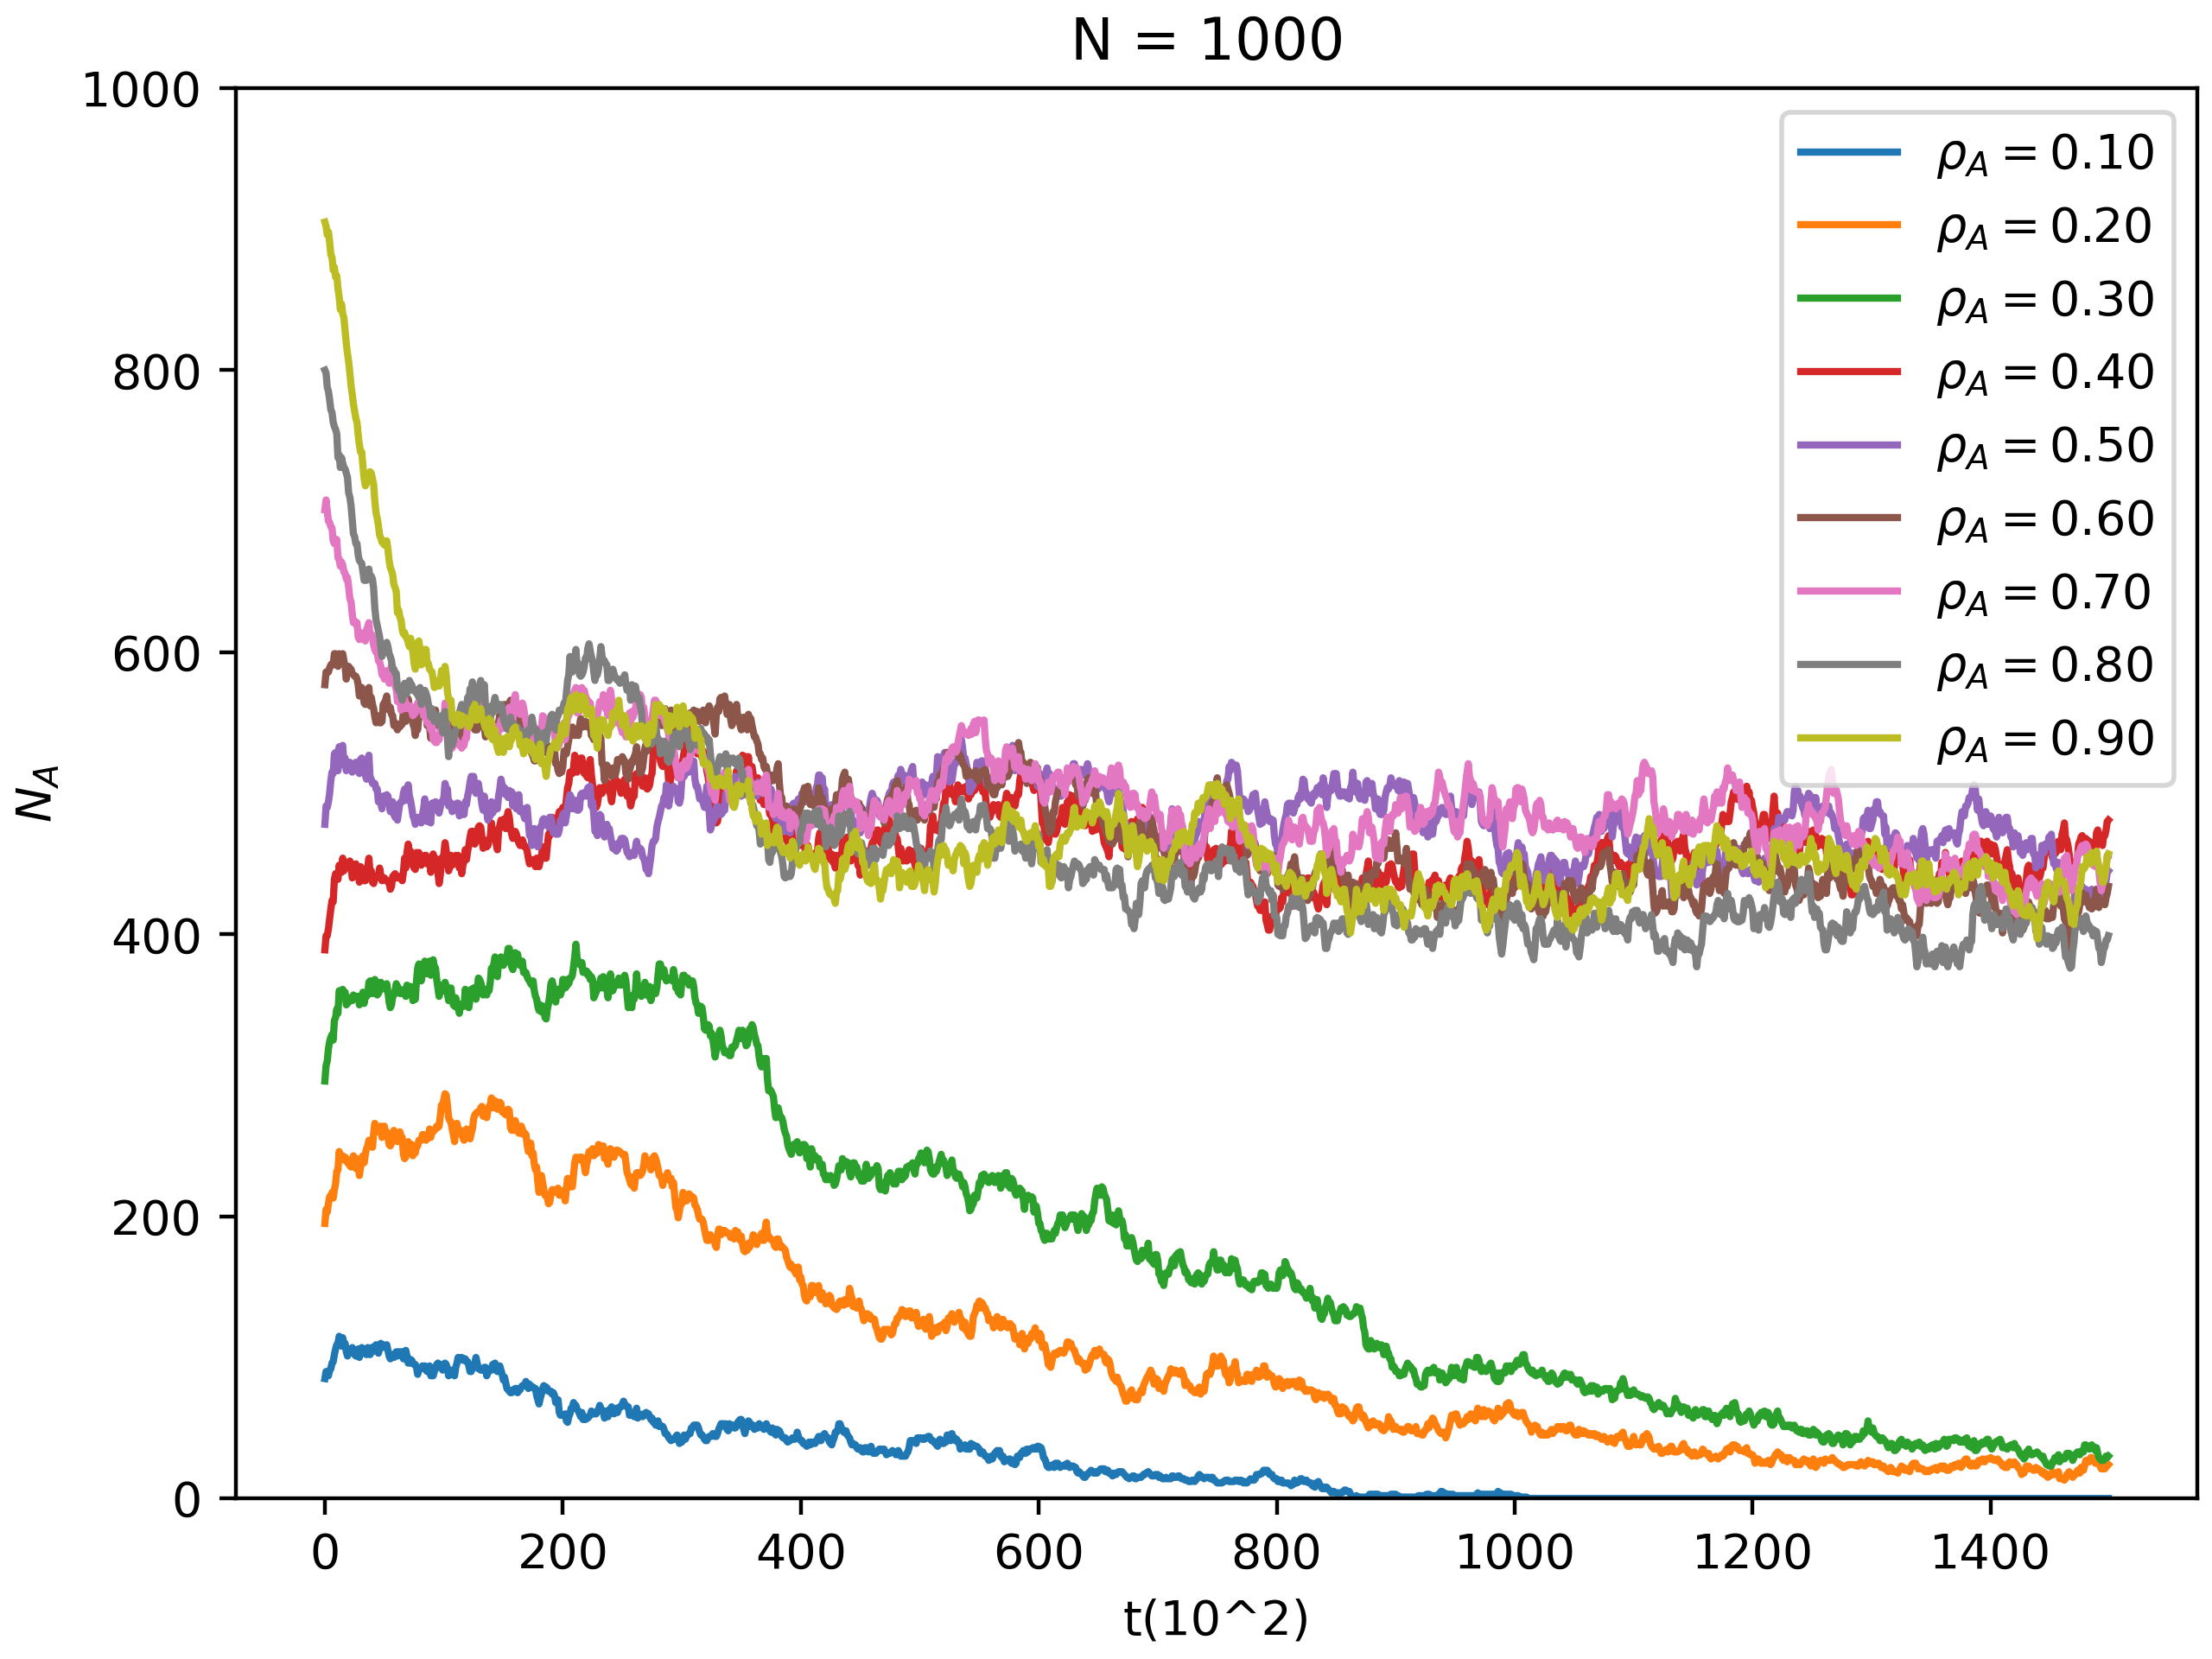 N = 1000
1000
800
600
400
200
0
N_A
0 200 400 600 800 1000 1200 1400
t(10^2)
ρ_A = 0.10
ρ_A = 0.20
ρ_A = 0.30
ρ_A = 0.40
ρ_A = 0.50
ρ_A = 0.60
ρ_A = 0.70
ρ_A = 0.80
ρ_A = 0.90